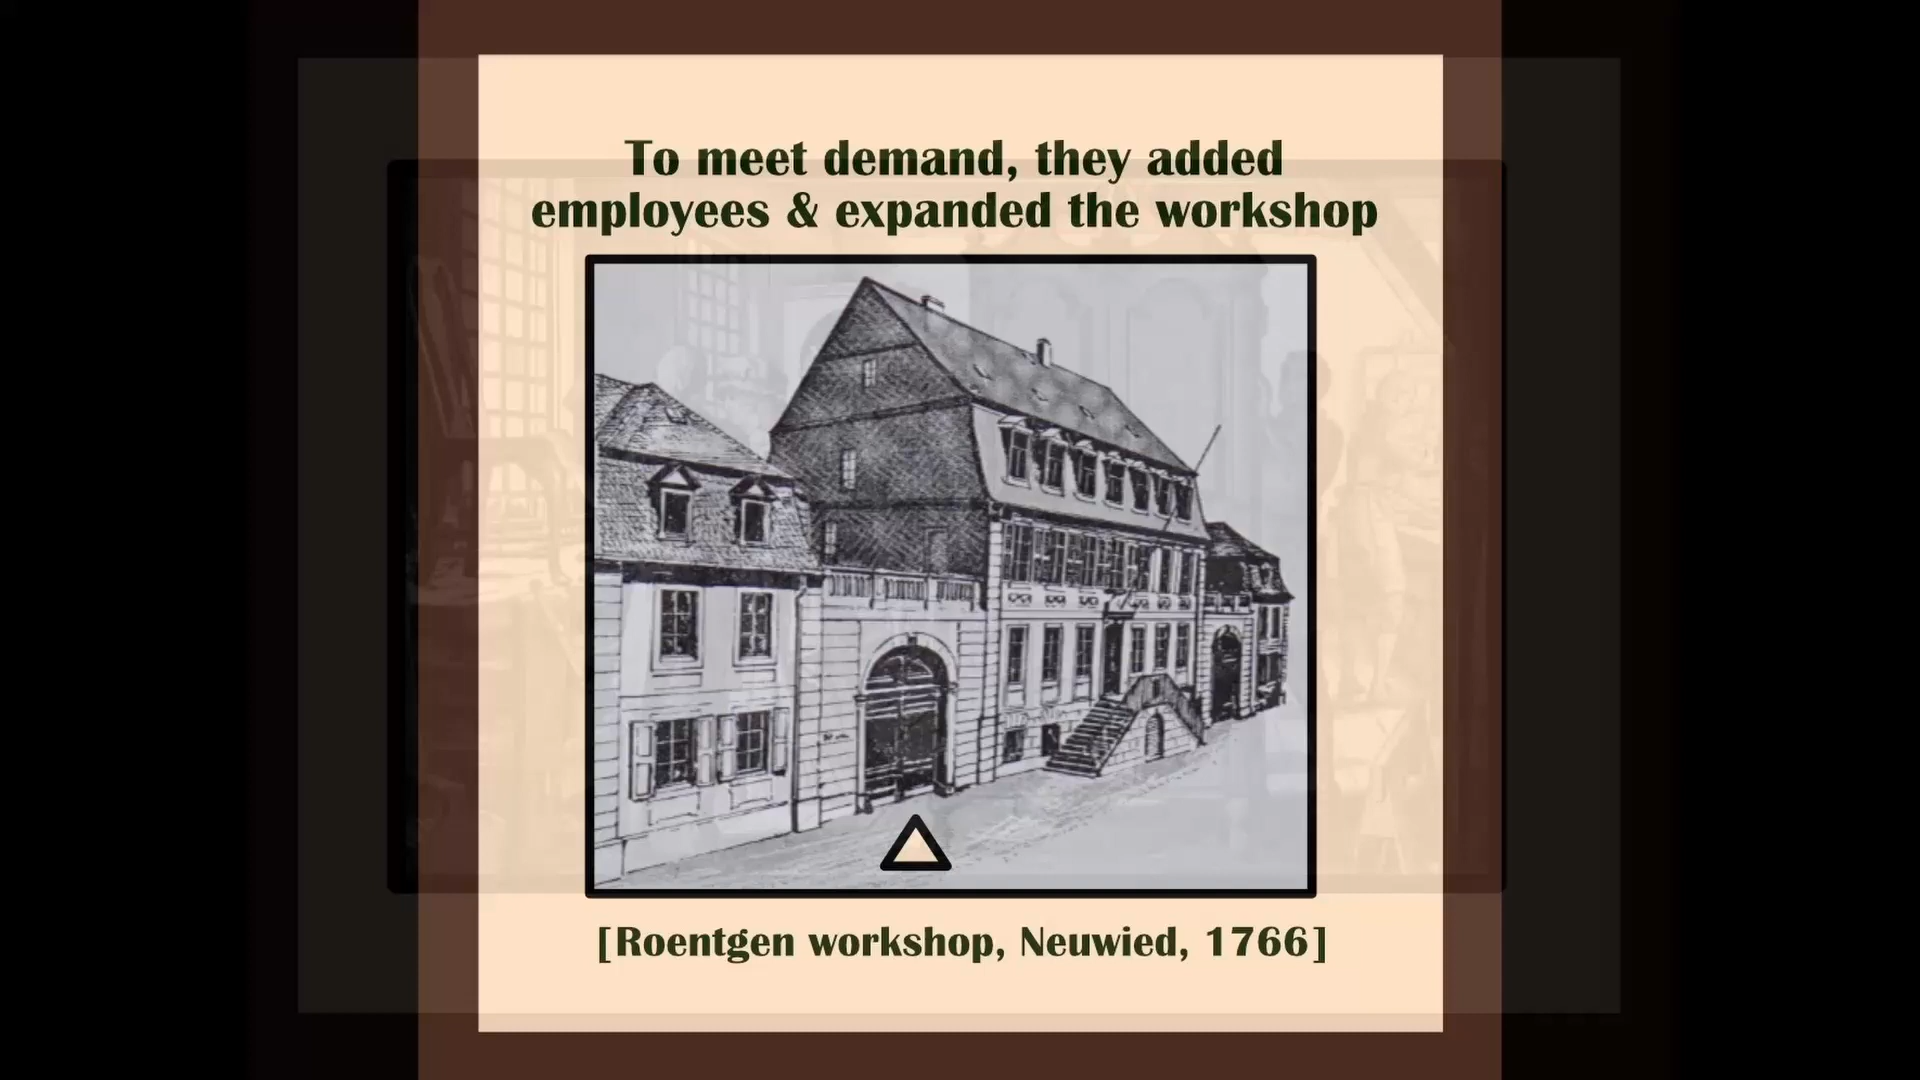 To meet demand, they added
employees & expanded the workshop
[Roentgen workshop, Neuwied, 1766]